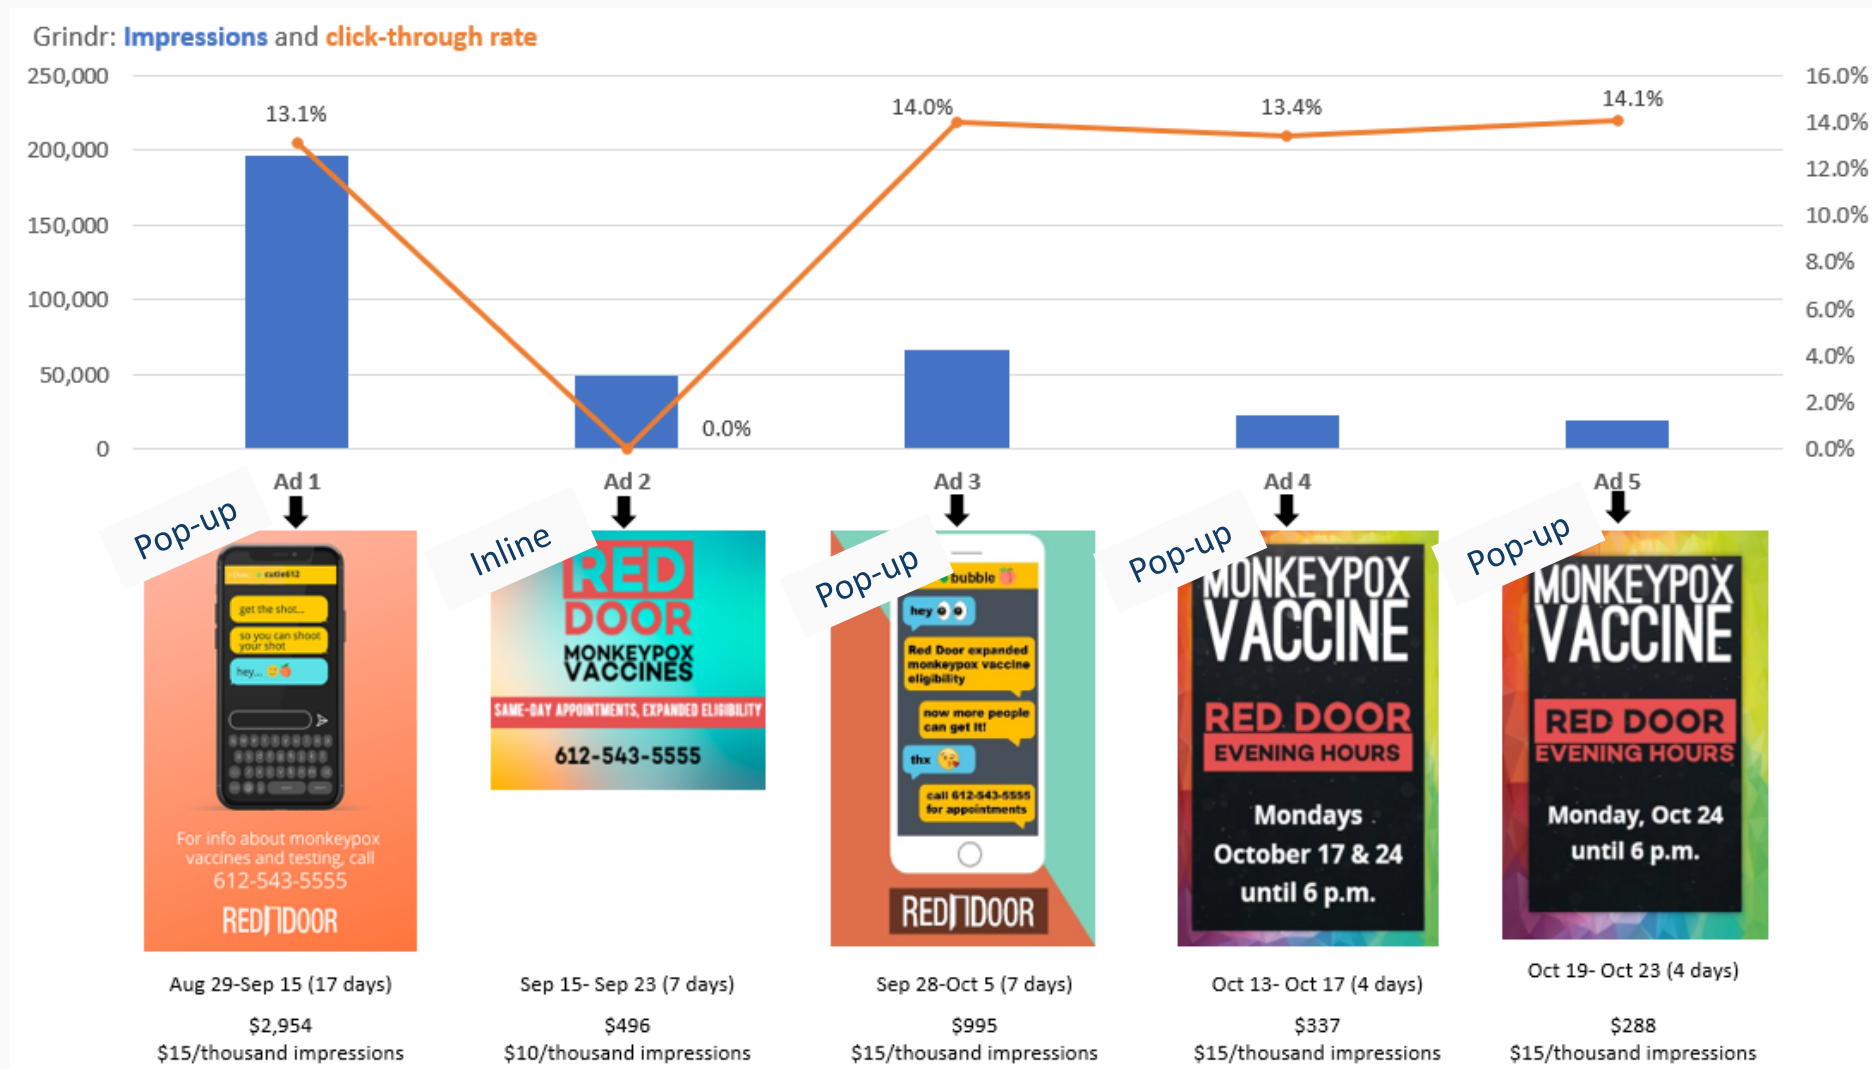 Grindr: Impressions and click-through rate
250,000
200,000
150,000
100,000
50,000
0
16.0%
14.0%
12.0%
10.0%
8.0%
6.0%
4.0%
2.0%
0.0%
13.1%
0.0%
14.0%
13.4%
14.1%
Ad 1
Ad 2
Ad 3
Ad 4
Ad 5
Pop-up
cutie612
get the shot...
so you can shoot
your shot
hey... 😏🍑
For info about monkeypox
vaccines and testing, call
612-543-5555
RED DOOR
Inline
RED
DOOR
MONKEYPOX
VACCINES
SAME-DAY APPOINTMENTS, EXPANDED ELIGIBILITY
612-543-5555
Pop-up
bubble 🍑
hey 👀
Red Door expanded
monkeypox vaccine
eligibility
now more people
can get it!
thx 😘
call 612-543-5555
for appointments
RED DOOR
Pop-up
MONKEYPOX
VACCINE
RED DOOR
EVENING HOURS
Mondays
October 17 & 24
until 6 p.m.
Pop-up
MONKEYPOX
VACCINE
RED DOOR
EVENING HOURS
Monday, Oct 24
until 6 p.m.
Aug 29-Sep 15 (17 days)
$2,954
$15/thousand impressions
Sep 15- Sep 23 (7 days)
$496
$10/thousand impressions
Sep 28-Oct 5 (7 days)
$995
$15/thousand impressions
Oct 13- Oct 17 (4 days)
$337
$15/thousand impressions
Oct 19- Oct 23 (4 days)
$288
$15/thousand impressions